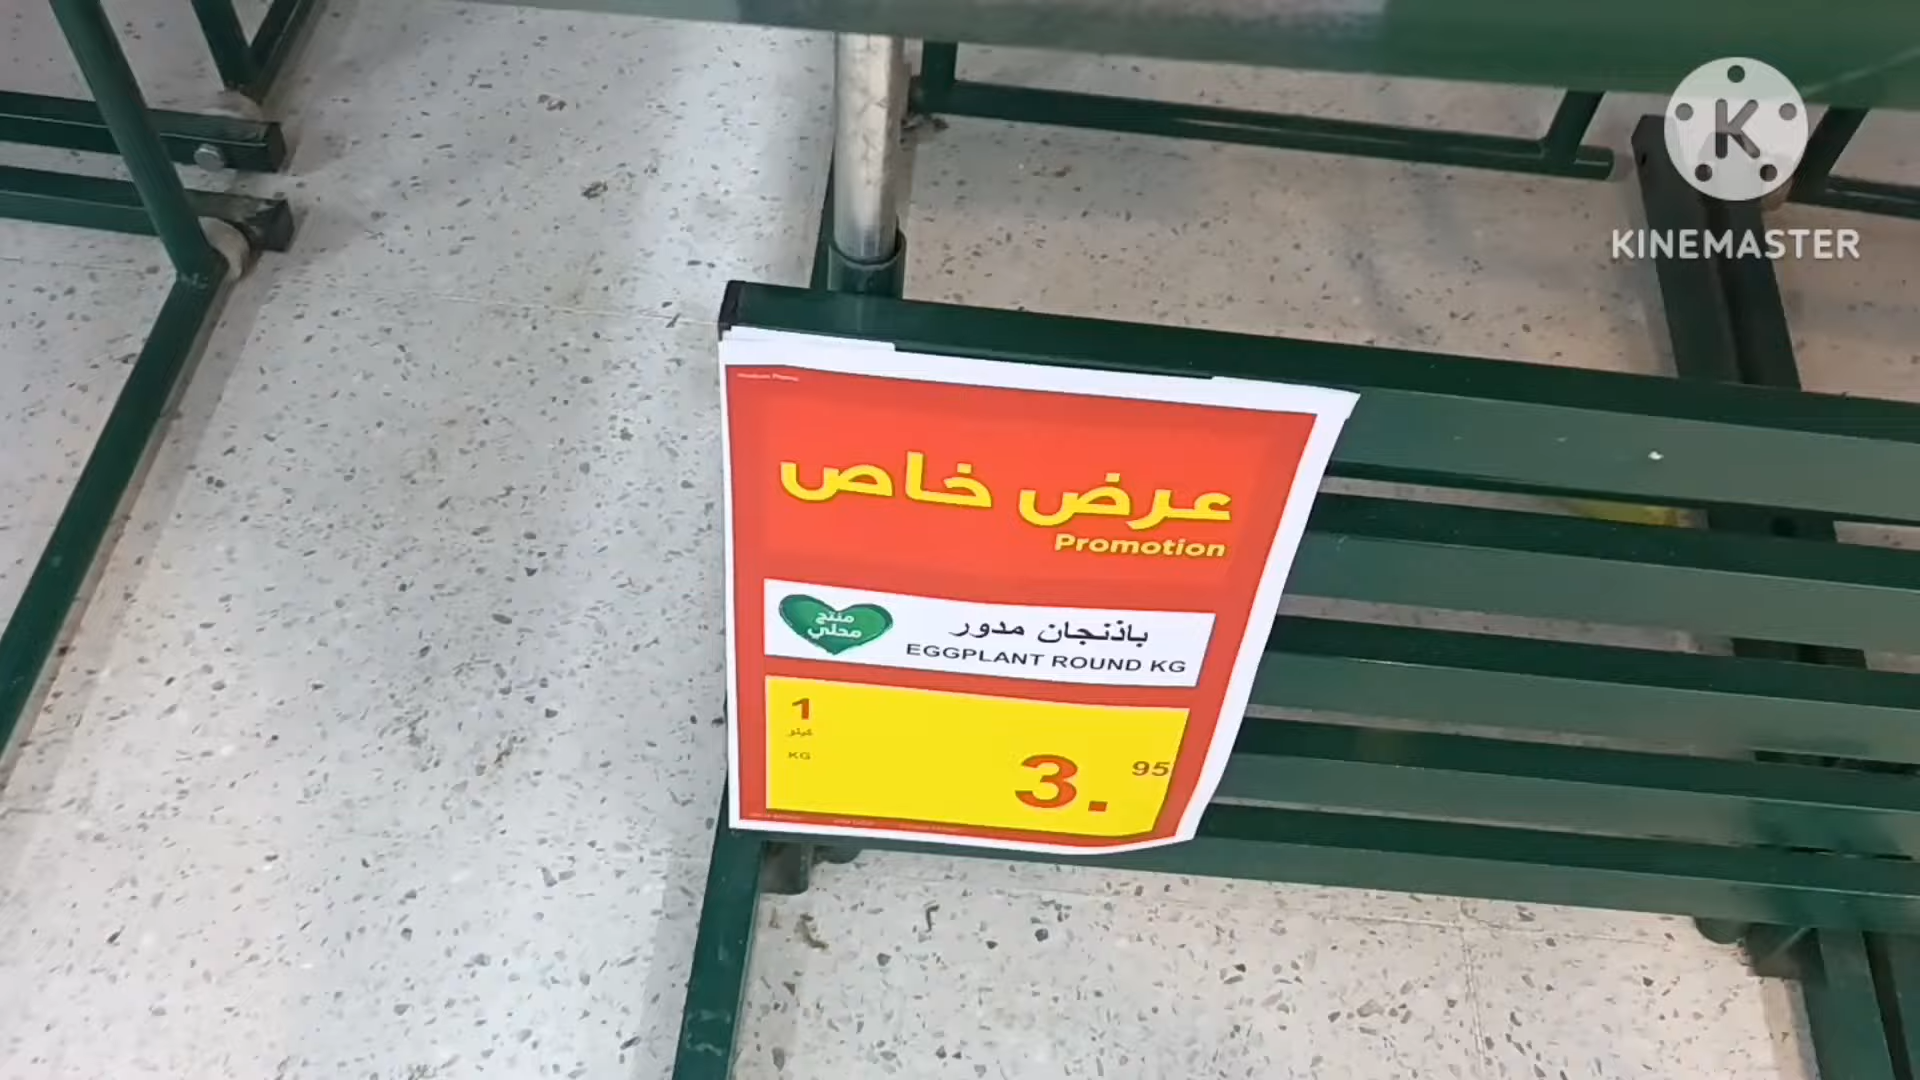 K
KINEMASTER
عرض خاص
Promotion
منتج
محلي
باذنجان مدور
EGGPLANT ROUND KG
1
كيلو
KG
3.95